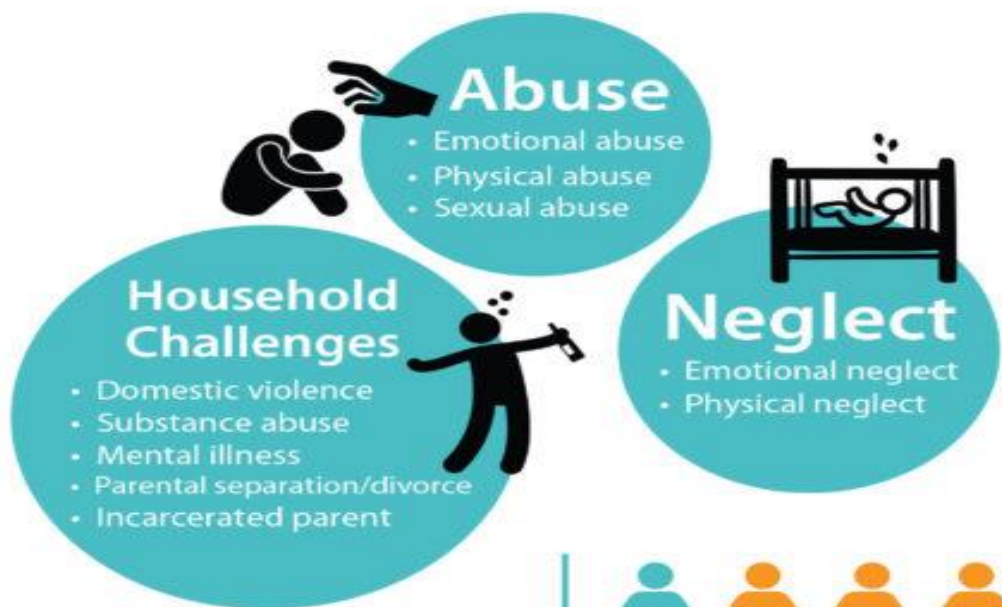 Abuse
• Emotional abuse
• Physical abuse
• Sexual abuse
Household
Challenges
• Domestic violence
• Substance abuse
• Mental illness
• Parental separation/divorce
• Incarcerated parent
Neglect
• Emotional neglect
• Physical neglect